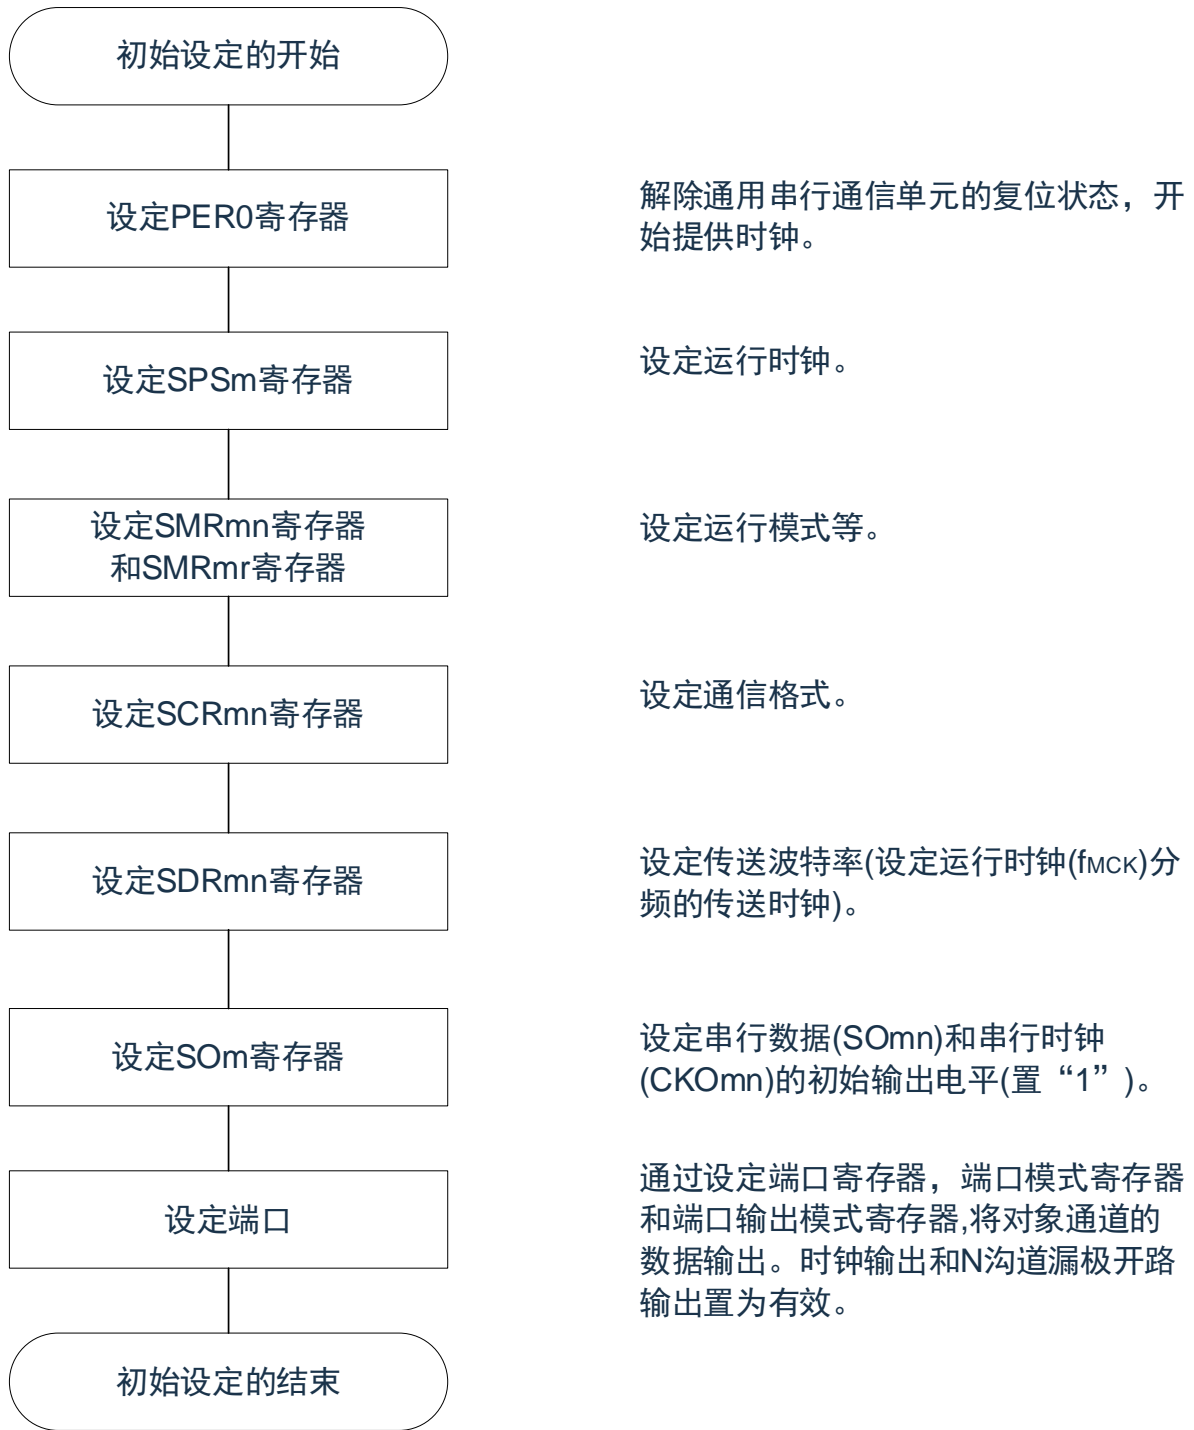 初始设定的开始
设定PER0寄存器
解除通用串行通信单元的复位状态，开
始提供时钟。
设定SPSm寄存器
设定运行时钟。
设定SMRmn寄存器
和SMRmr寄存器
设定运行模式等。
设定SCRmn寄存器
设定通信格式。
设定SDRmn寄存器
设定传送波特率(设定运行时钟(fMCK)分
频的传送时钟)。
设定SOm寄存器
设定串行数据(SOmn)和串行时钟
(CKOmn)的初始输出电平(置“1”)。
设定端口
通过设定端口寄存器，端口模式寄存器
和端口输出模式寄存器,将对象通道的
数据输出。时钟输出和N沟道漏极开路
输出置为有效。
初始设定的结束